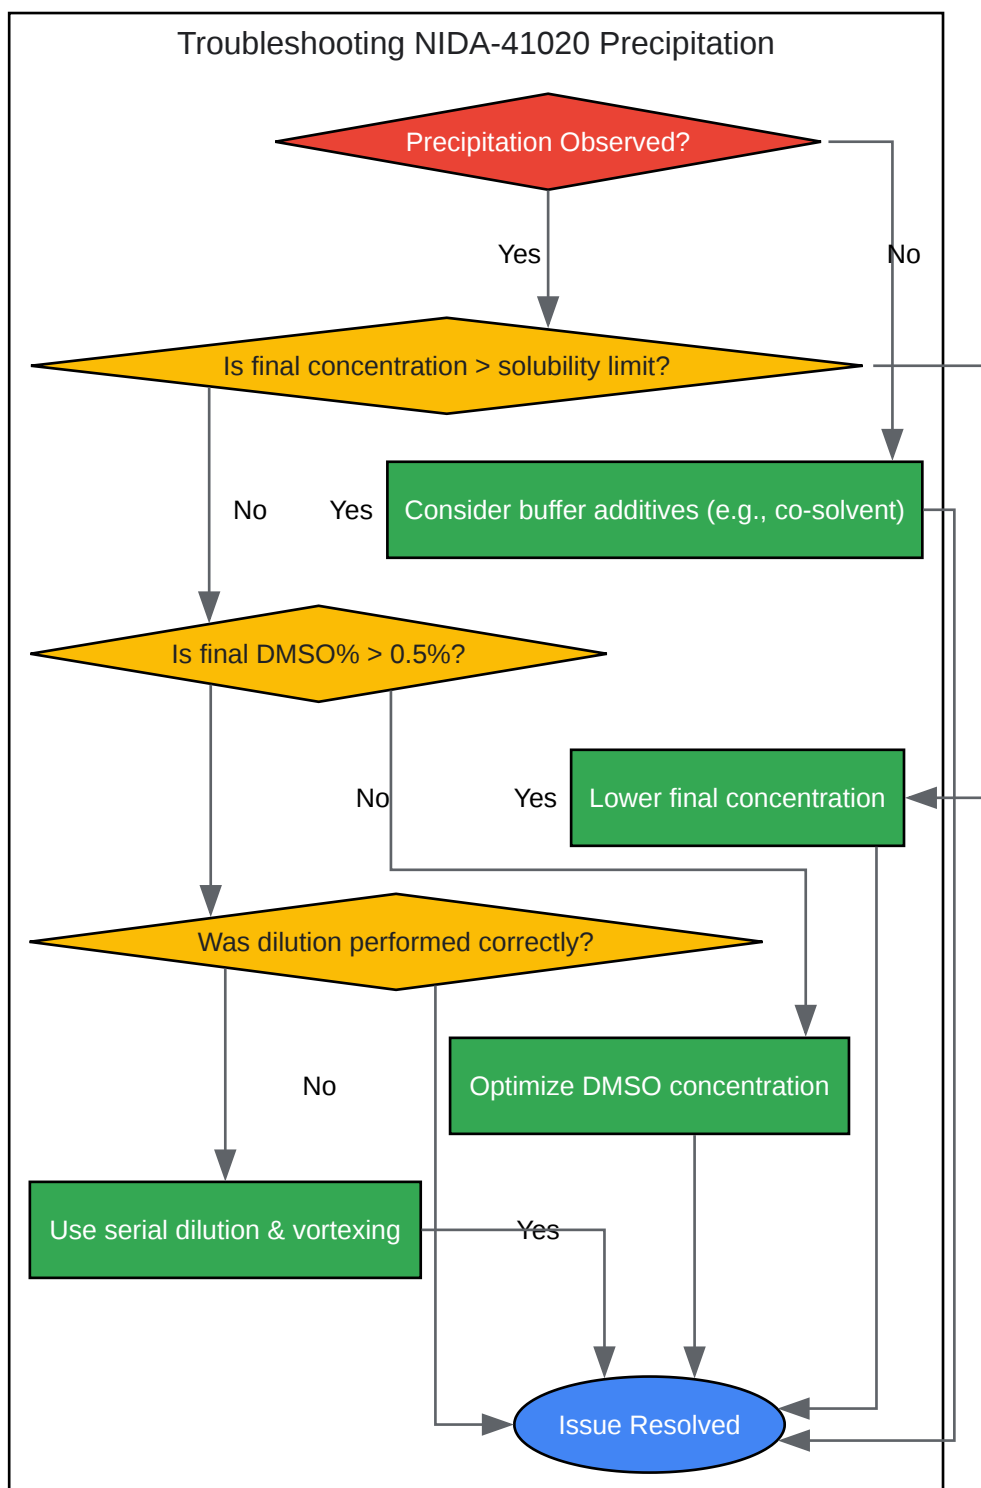 Troubleshooting NIDA-41020 Precipitation
Precipitation Observed?
Yes
No
Is final concentration > solubility limit?
No
Yes
Consider buffer additives (e.g., co-solvent)
Is final DMSO% > 0.5%?
No
Yes
Lower final concentration
Was dilution performed correctly?
No
Optimize DMSO concentration
Use serial dilution & vortexing
Yes
Issue Resolved